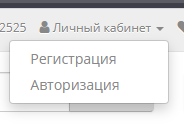 2525 Личный кабинет
Регистрация
Авторизация